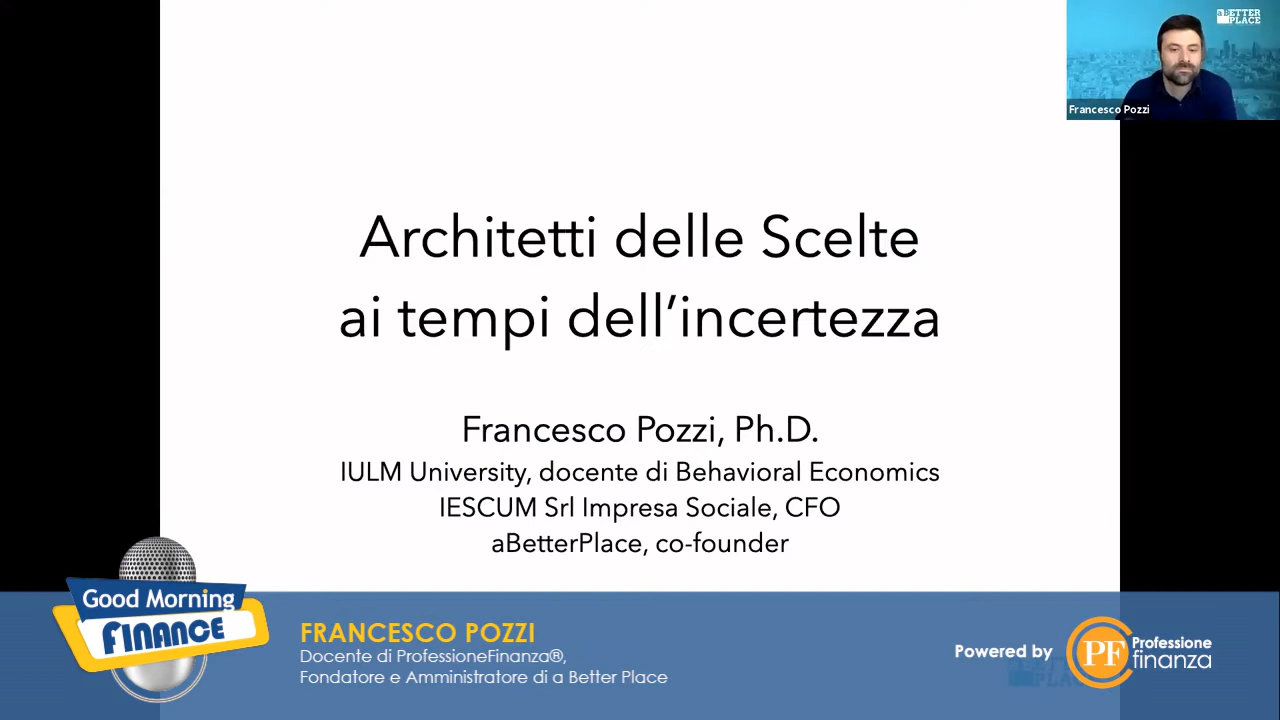 aBETTER
PLACE
Francesco Pozzi
Architetti delle Scelte
ai tempi dell’incertezza
Francesco Pozzi, Ph.D.
IULM University, docente di Behavioral Economics
IESCUM Srl Impresa Sociale, CFO
aBetterPlace, co-founder
Good Morning
FINANCE
FRANCESCO POZZI
Docente di ProfessioneFinanza®,
Fondatore e Amministratore di a Better Place
Powered by
PF
Professione
finanza